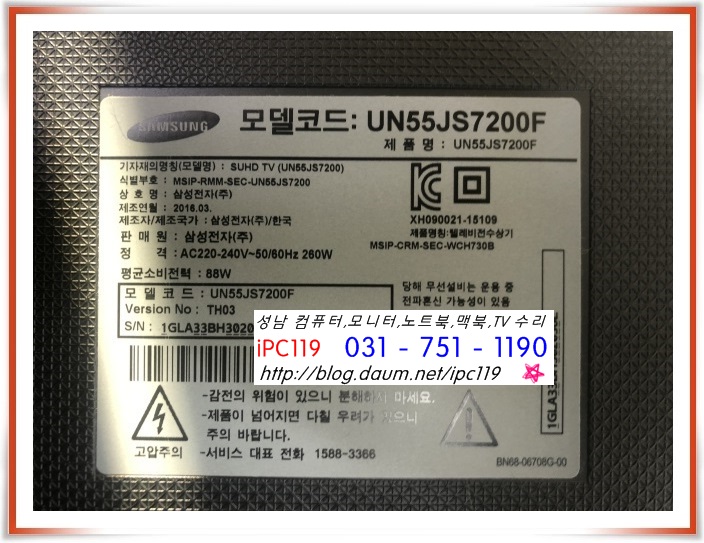 SAMSUNG
모델코드: UN55JS7200F
제 품 명 : UN55JS7200F
기자재의명칭(모델명) : SUHD TV (UN55JS7200)
식별부호 : MSIP-RMM-SEC-UN55JS7200
상 호 명 : 삼성전자(주)
제조연월 : 2016.03.
제조자/제조국가 : 삼성전자(주)/한국
판 매 원 : 삼성전자(주)
정 격 : AC220-240V~50/60Hz 260W
평균소비전력 : 88W
XH090021-15109
제품명칭:텔레비전수상기
MSIP-CRM-SEC-WCH730B
모 델 코 드 : UN55JS7200F
Version No : TH03
S/N : 1GLA33BH3020
당해 무선설비는 운용 중
전파혼신 가능성이 있음
성남 컴퓨터,모니터,노트북,맥북,TV 수리
iPC119 031 - 751 - 1190
http://blog.daum.net/ipc119
1GLA33
고압주의
-감전의 위험이 있으니 분해하지 마세요.
-제품이 넘어지면 다칠 우려가 있으니
주의 바랍니다.
-서비스 대표 전화 1588-3366
BN68-06708G-00